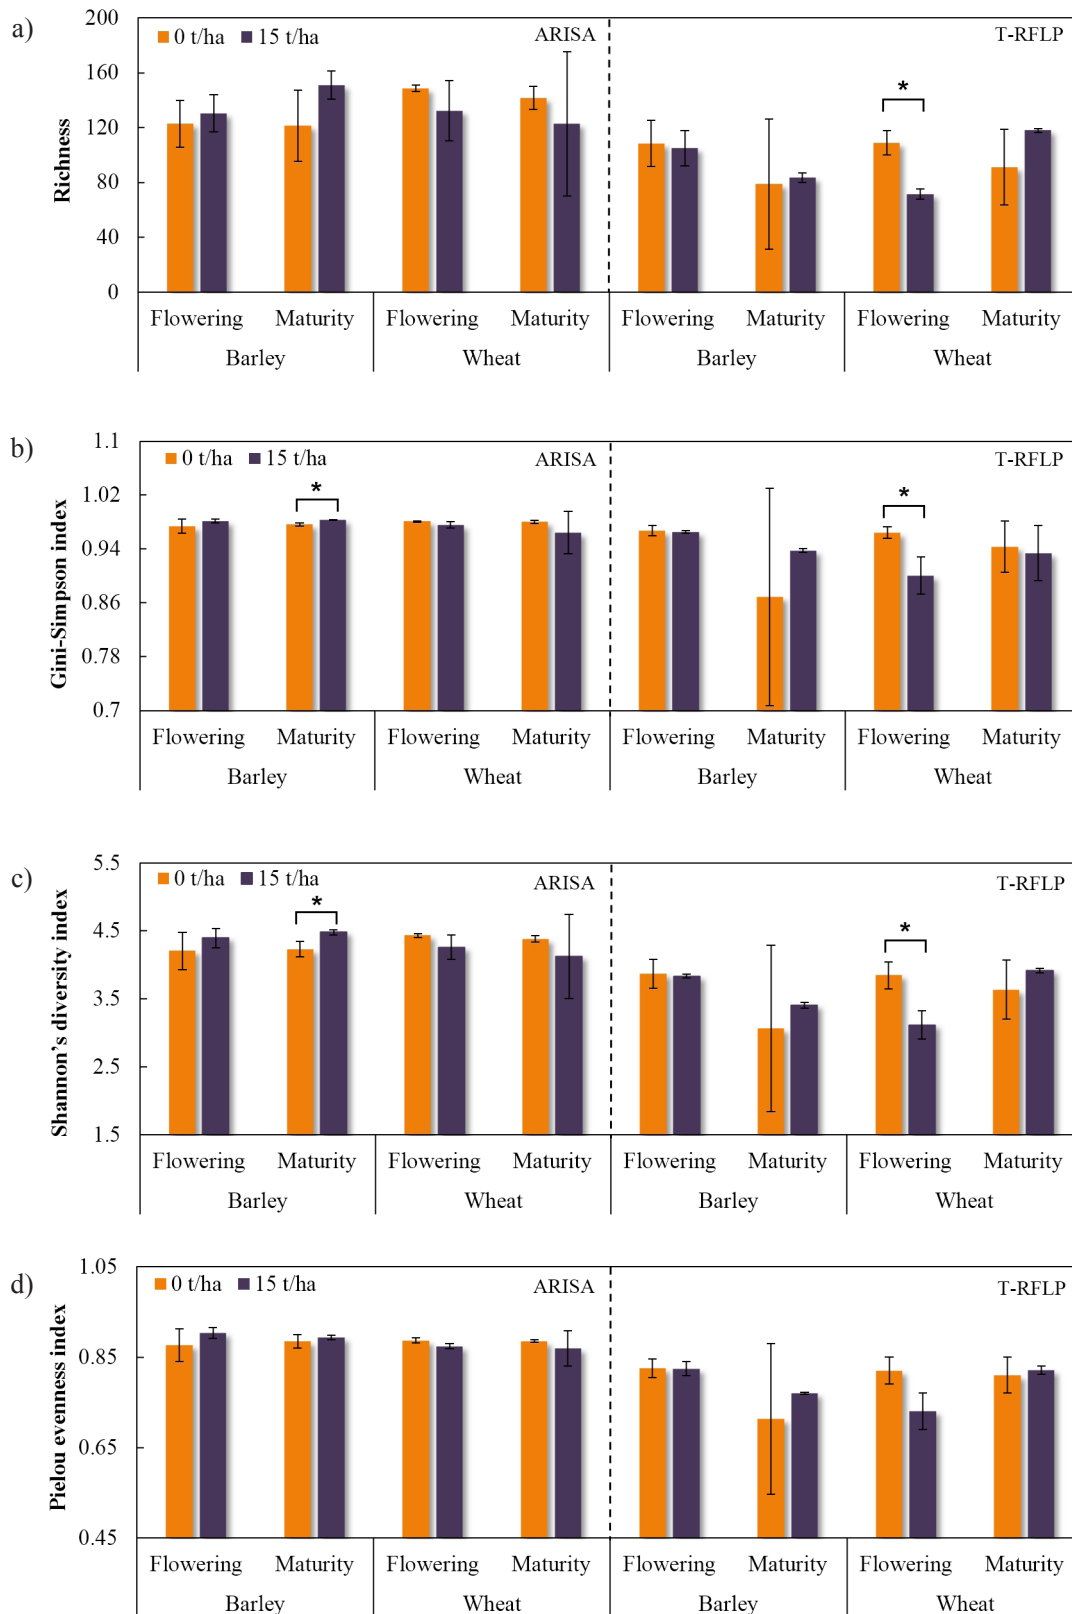 a)
Richness
200
160
120
80
40
0
0 t/ha 15 t/ha
ARISA
T-RFLP
*
Flowering Maturity Flowering Maturity Flowering Maturity Flowering Maturity
Barley Wheat Barley Wheat
b)
Gini-Simpson index
1.1
1.02
0.94
0.86
0.78
0.7
0 t/ha 15 t/ha
ARISA
T-RFLP
*
*
Flowering Maturity Flowering Maturity Flowering Maturity Flowering Maturity
Barley Wheat Barley Wheat
c)
Shannon's diversity index
5.5
4.5
3.5
2.5
1.5
0 t/ha 15 t/ha
ARISA
T-RFLP
*
*
Flowering Maturity Flowering Maturity Flowering Maturity Flowering Maturity
Barley Wheat Barley Wheat
d)
Pielou evenness index
1.05
0.85
0.65
0.45
0 t/ha 15 t/ha
ARISA
T-RFLP
Flowering Maturity Flowering Maturity Flowering Maturity Flowering Maturity
Barley Wheat Barley Wheat